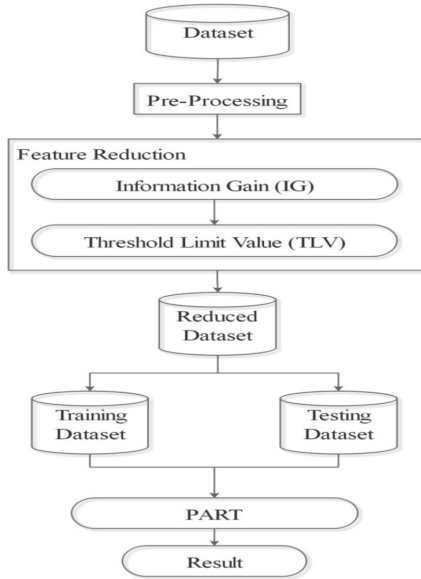 Dataset
Pre-Processing
Feature Reduction
Information Gain (IG)
Threshold Limit Value (TLV)
Reduced
Dataset
Training
Dataset
Testing
Dataset
PART
Result